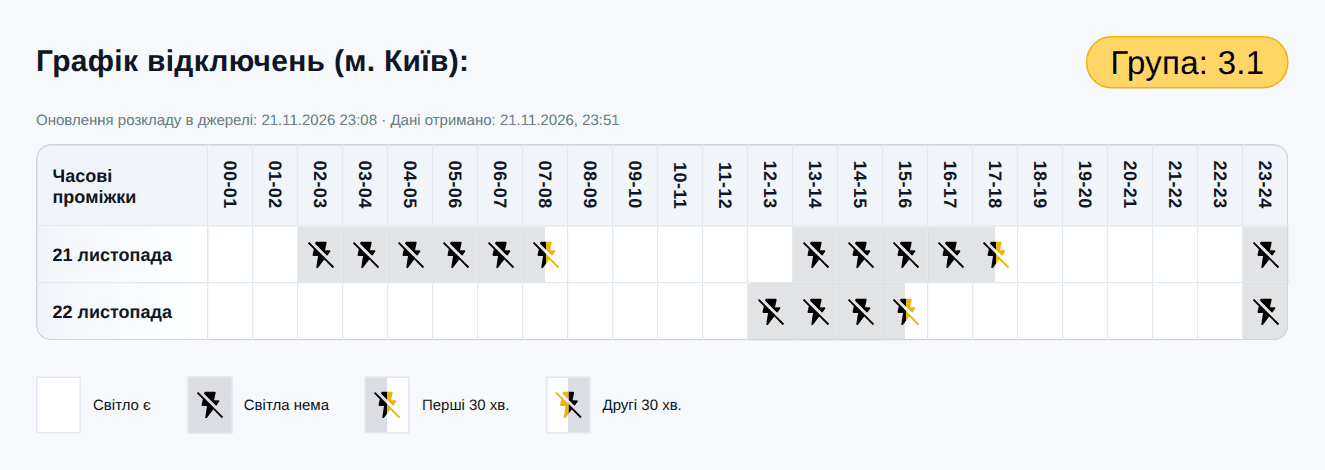 Графік відключень (м. Київ):
Група: 3.1
Оновлення розкладу в джерелі: 21.11.2026 23:08 · Дані отримано: 21.11.2026, 23:51
Часові
проміжки
00-01 01-02 02-03 03-04 04-05 05-06 06-07 07-08 08-09 09-10 10-11 11-12 12-13 13-14 14-15 15-16 16-17 17-18 18-19 19-20 20-21 21-22 22-23 23-24
21 листопада
22 листопада
Світло є Світла нема Перші 30 хв. Другі 30 хв.